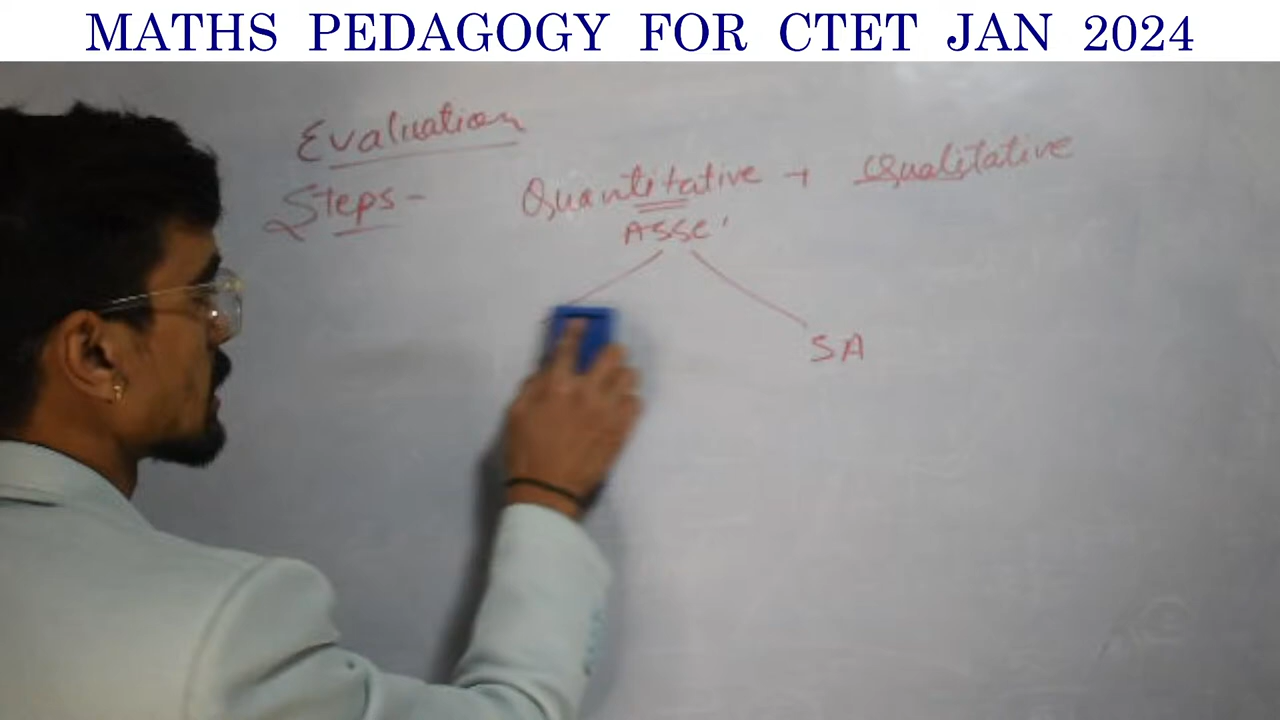 MATHS PEDAGOGY FOR CTET JAN 2024
Evaluation
Steps - Quantitative + Qualitative
ASSE'
SA